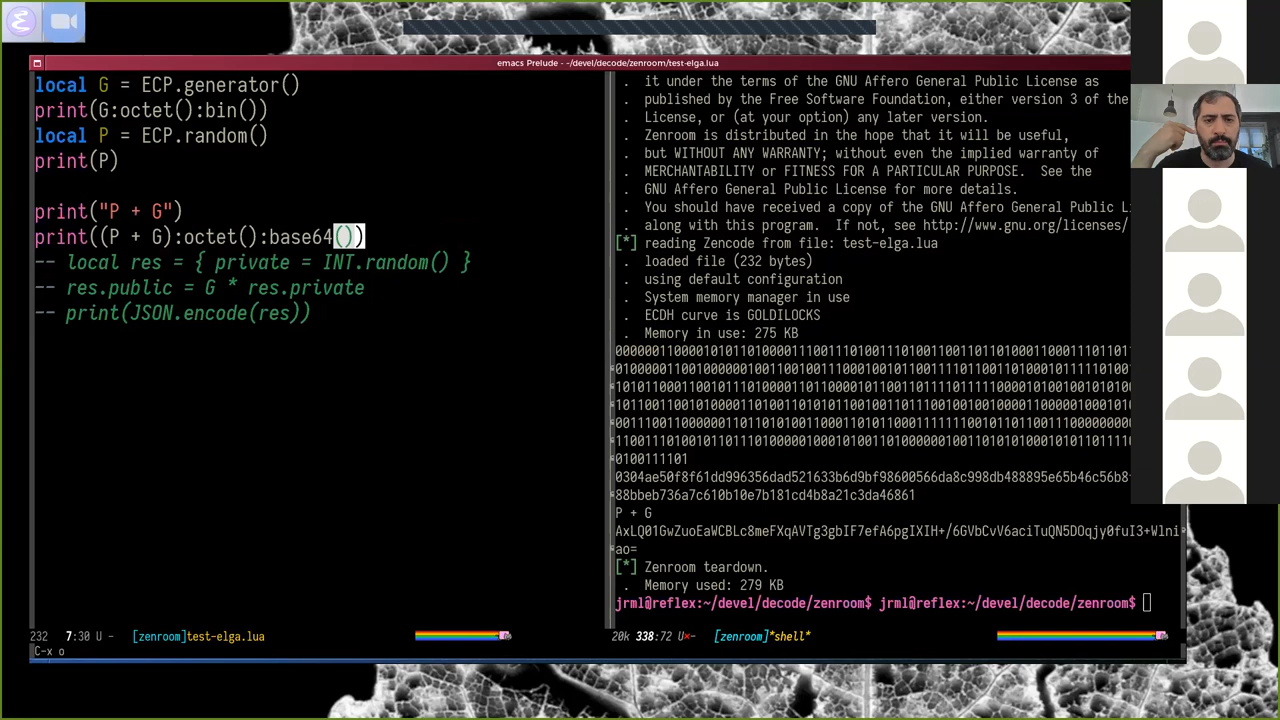 emacs Prelude - ~/devel/decode/zenroom/test-elga.lua
local G = ECP.generator()
print(G:octet():bin())
local P = ECP.random()
print(P)
print("P + G")
print((P + G):octet():base64())
-- local res = { private = INT.random() }
-- res.public = G * res.private
-- print(JSON.encode(res))
232 7:30 U - [zenroom]test-elga.lua
C-x o
. it under the terms of the GNU Affero General Public License as
. published by the Free Software Foundation, either version 3 of the
. License, or (at your option) any later version.
. Zenroom is distributed in the hope that it will be useful,
. but WITHOUT ANY WARRANTY; without even the implied warranty of
. MERCHANTABILITY or FITNESS FOR A PARTICULAR PURPOSE. See the
. GNU Affero General Public License for more details.
. You should have received a copy of the GNU Affero General Public Li
. along with this program. If not, see http://www.gnu.org/licenses/
[*] reading Zencode from file: test-elga.lua
. loaded file (232 bytes)
. using default configuration
. System memory manager in use
. ECDH curve is GOLDILOCKS
. Memory in use: 275 KB
0100111101
88bbeb736a7c610b10e7b181cd4b8a21c3da46861
P + G
ao=
[*] Zenroom teardown.
. Memory used: 279 KB
jrml@reflex:~/devel/decode/zenroom$ jrml@reflex:~/devel/decode/zenroom$
20k 338:72 U×- [zenroom]*shell*